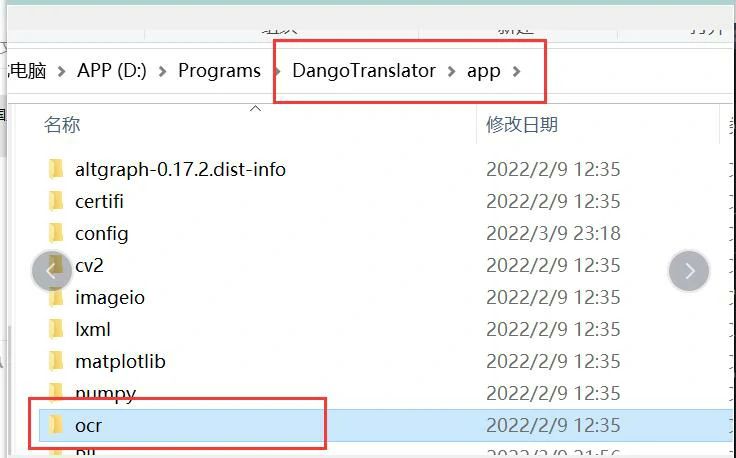 电脑 > APP (D:) > Programs > DangoTranslator > app >
名称 修改日期
altgraph-0.17.2.dist-info 2022/2/9 12:35
certifi 2022/2/9 12:35
config 2022/3/9 23:18
cv2 2022/2/9 12:35
imageio 2022/2/9 12:35
lxml 2022/2/9 12:35
matplotlib 2022/2/9 12:35
numpy 2022/2/9 12:35
ocr 2022/2/9 12:35